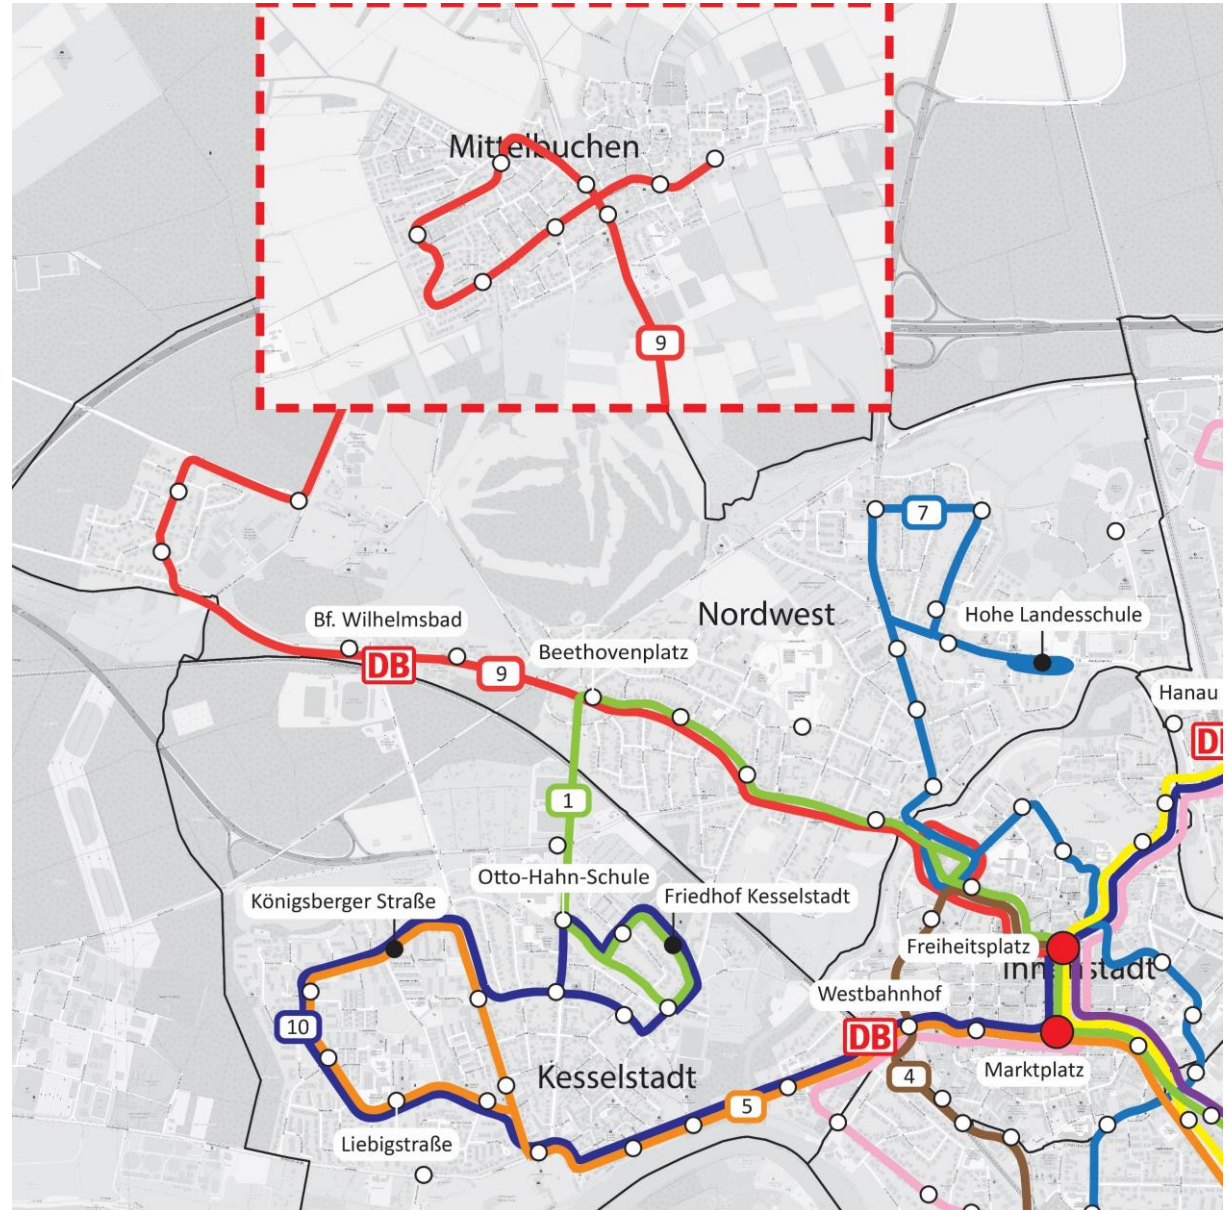 Mittelbuchen
9
7
Nordwest
Hohe Landesschule
Bf. Wilhelmsbad
DB
9
Beethovenplatz
Hanau
1
Otto-Hahn-Schule
Königsberger Straße
Friedhof Kesselstadt
Freiheitsplatz
Westbahnhof
10
DB
Marktplatz
Kesselstadt
4
5
Liebigstraße